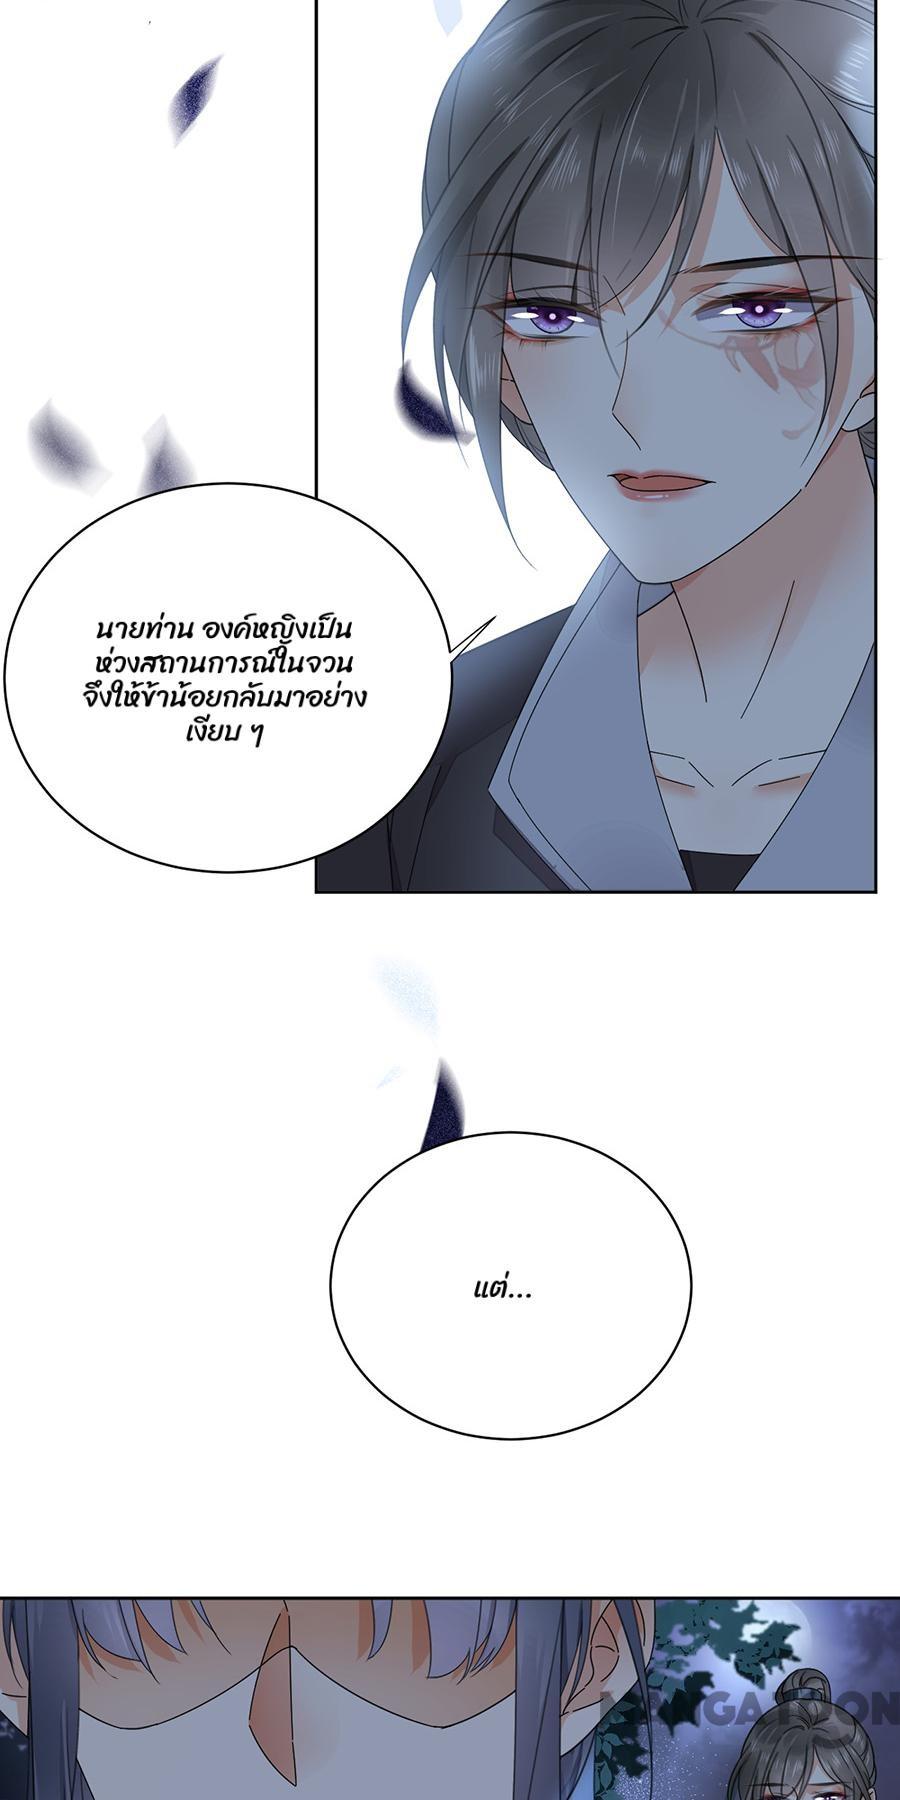 นายท่าน องค์หญิงเป็น
ห่วงสถานการณ์ในจวน
จึงให้ข้าน้อยกลับมาอย่าง
เงียบ ๆ
แต่...
MANGATOON